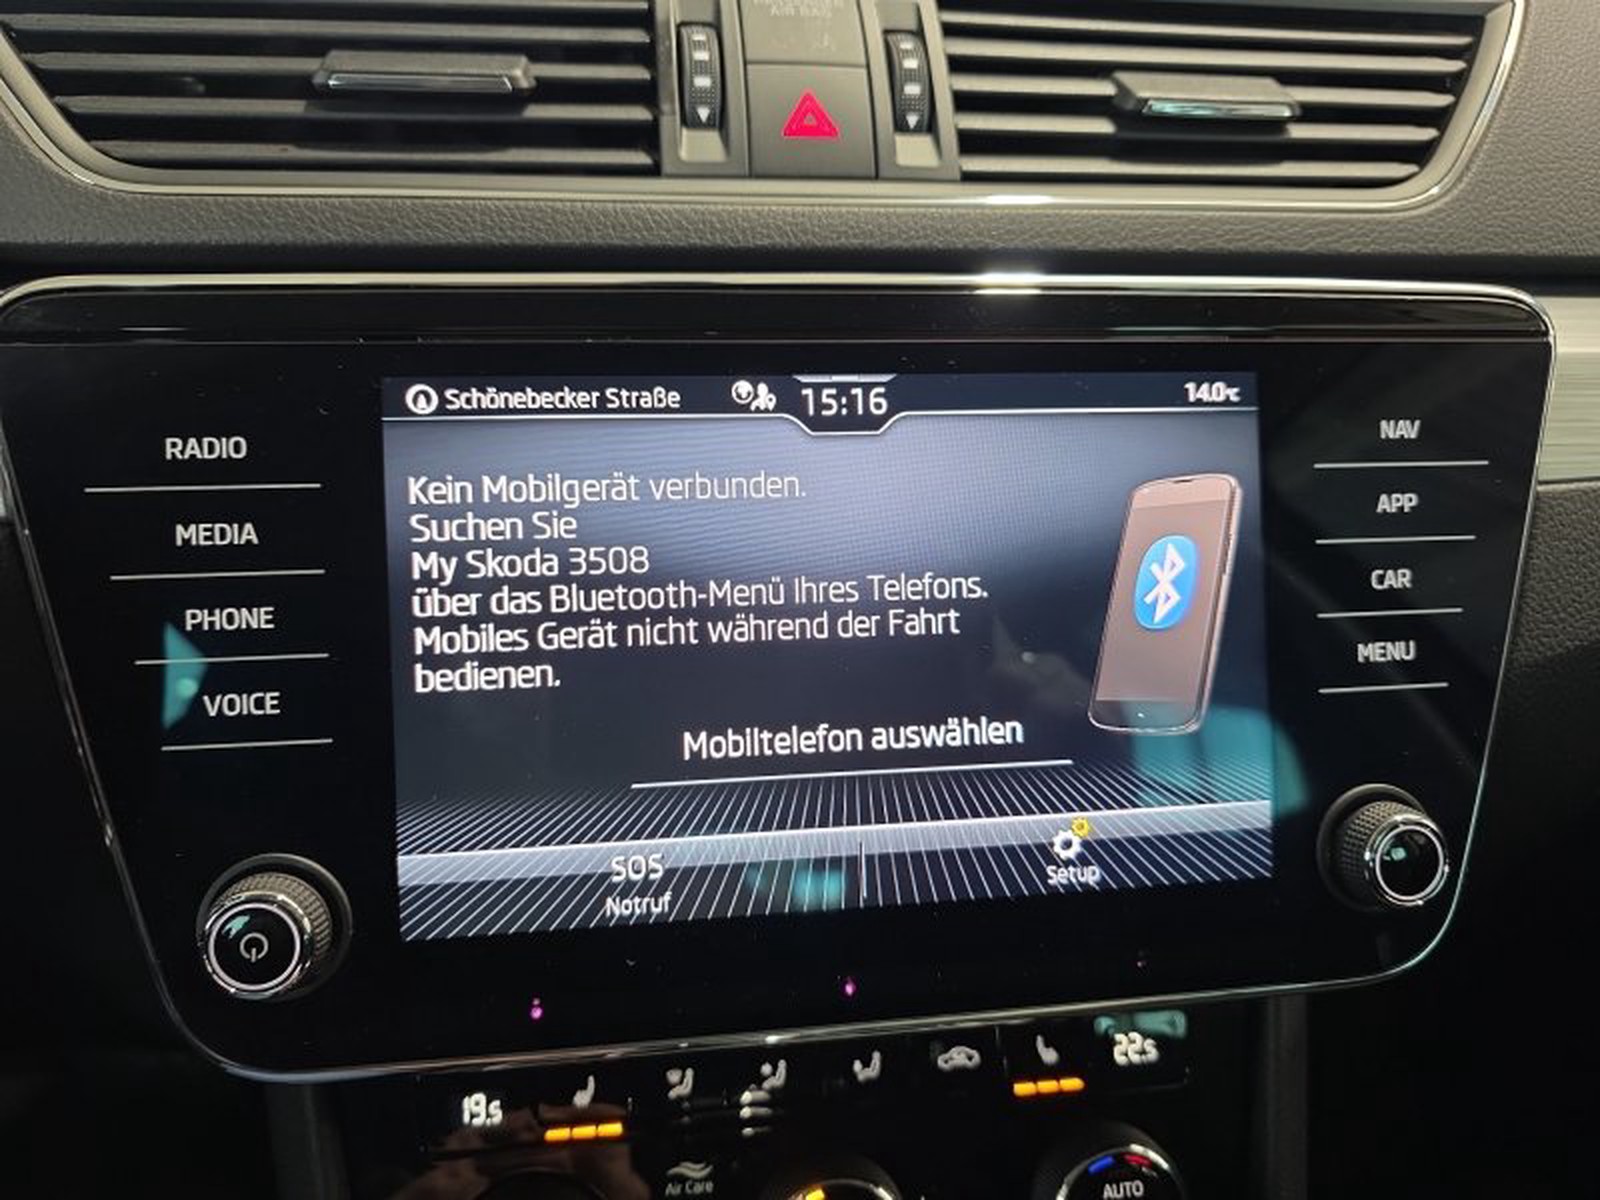 AIR BAG
Schönebecker Straße
15:16
14.0°C
RADIO
MEDIA
PHONE
VOICE
Kein Mobilgerät verbunden.
Suchen Sie
My Skoda 3508
über das Bluetooth-Menü Ihres Telefons.
Mobiles Gerät nicht während der Fahrt
bedienen.
Mobiltelefon auswählen
SOS
Notruf
Setup
NAV
APP
CAR
MENU
19.5
22.5
Air Care
AUTO